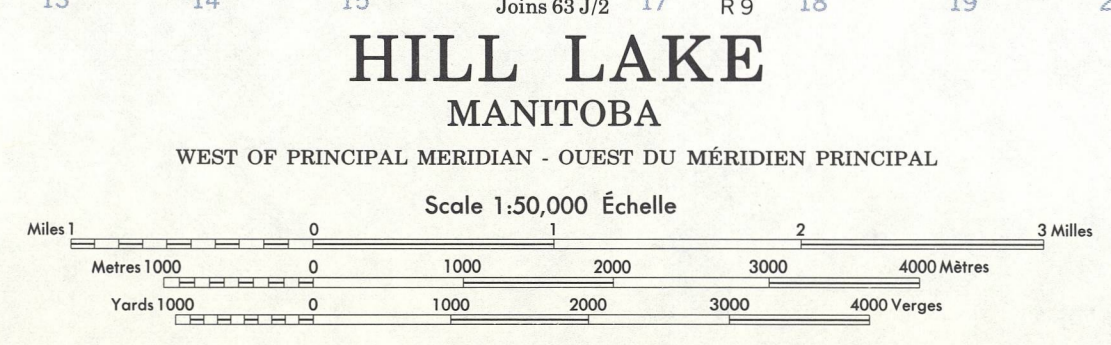 13 14 15 Joins 63 J/2 17 R 9 18 19 2
HILL LAKE
MANITOBA
WEST OF PRINCIPAL MERIDIAN - OUEST DU MÉRIDIEN PRINCIPAL
Scale 1:50,000 Échelle
Miles 1 0 1 2 3 Milles
Metres 1000 0 1000 2000 3000 4000 Mètres
Yards 1000 0 1000 2000 3000 4000 Verges